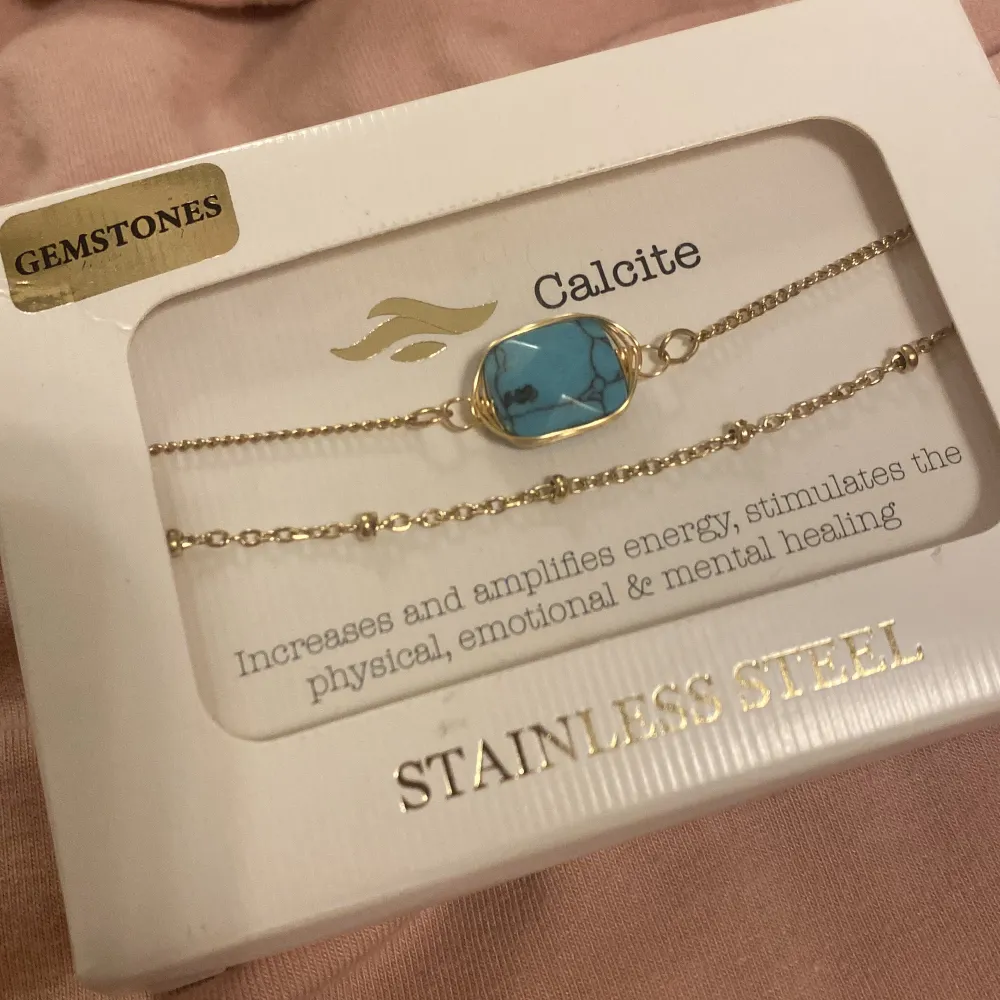 GEMSTONES
Calcite
Increases and amplifies energy, stimulates the
physical, emotional & mental healing
STAINLESS STEEL